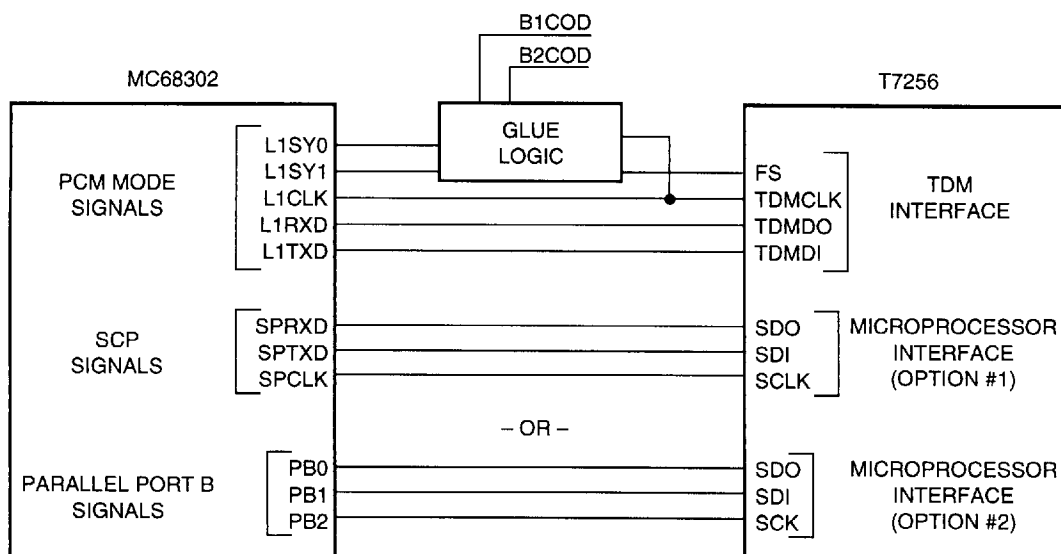 B1COD
B2COD
MC68302
T7256
GLUE
LOGIC
PCM MODE
SIGNALS
L1SY0
L1SY1
L1CLK
L1RXD
L1TXD
FS
TDMCLK
TDMDO
TDMDI
TDM
INTERFACE
SCP
SIGNALS
SPRXD
SPTXD
SPCLK
SDO
SDI
SCLK
MICROPROCESSOR
INTERFACE
(OPTION #1)
– OR –
PARALLEL PORT B
SIGNALS
PB0
PB1
PB2
SDO
SDI
SCK
MICROPROCESSOR
INTERFACE
(OPTION #2)